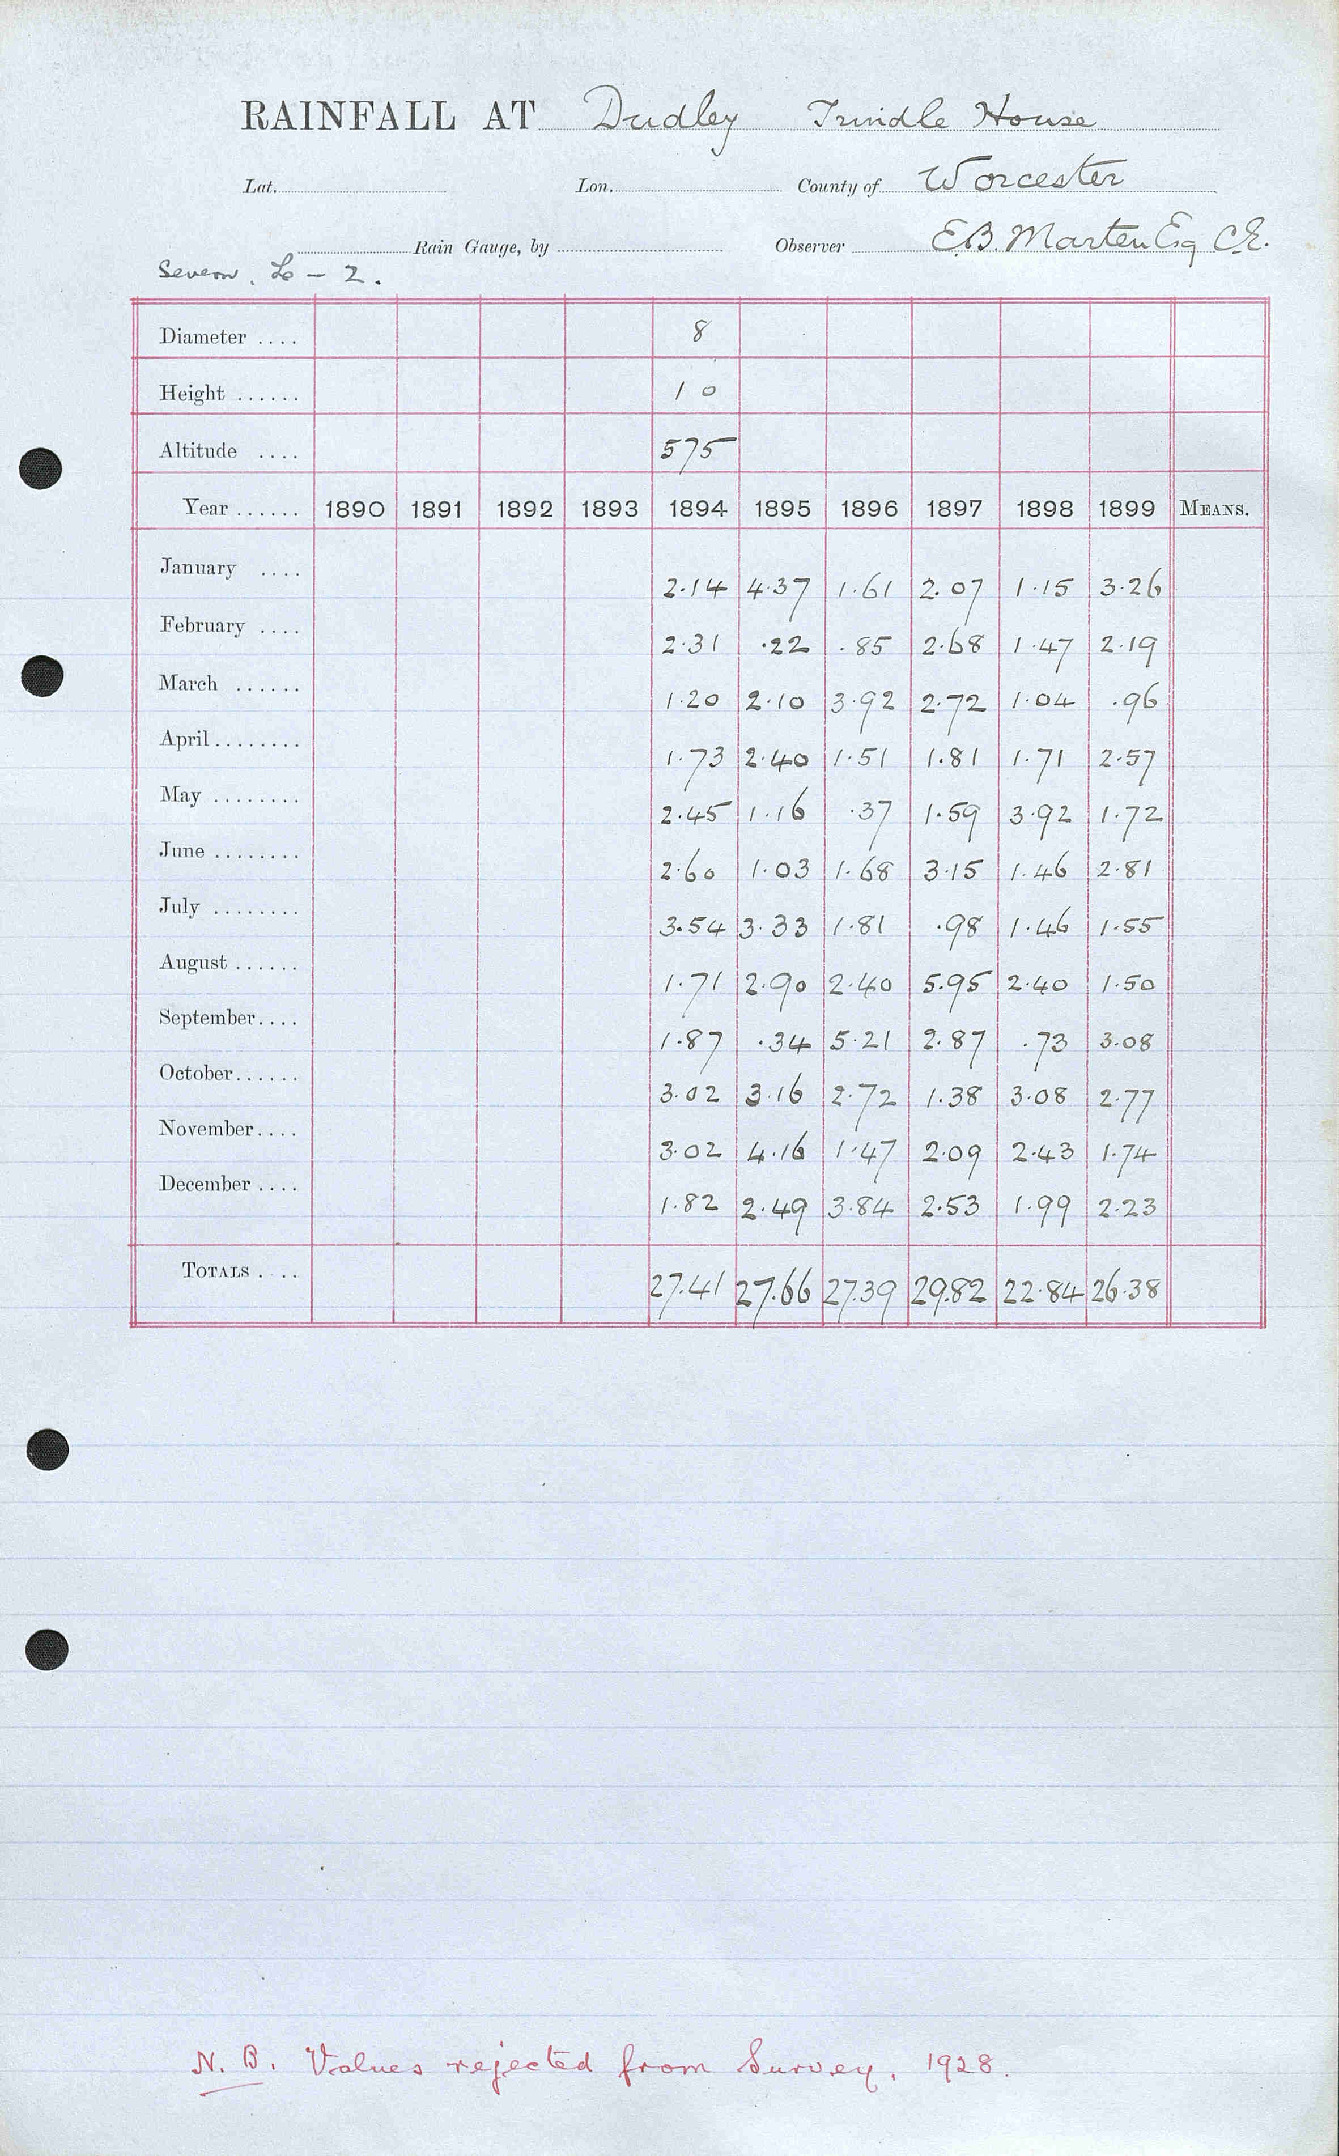 RAINFALL AT Dudley Trindle House
Lat. Lon. County of Worcester
Rain Gauge, by Observer E.B. Marten Esq C.E.
Severn. L - 2.
Diameter .... 8
Height ...... 1 0
Altitude .... 575
Year ...... 1890 1891 1892 1893 1894 1895 1896 1897 1898 1899 MEANS.
January .... 2.14 4.37 1.61 2.07 1.15 3.26
February .... 2.31 .22 .85 2.68 1.47 2.19
March ...... 1.20 2.10 3.92 2.72 1.04 .96
April........ 1.73 2.40 1.51 1.81 1.71 2.57
May ........ 2.45 1.16 .37 1.59 3.92 1.72
June ........ 2.60 1.03 1.68 3.15 1.46 2.81
July ........ 3.54 3.33 1.81 .98 1.46 1.55
August ...... 1.71 2.90 2.40 5.95 2.40 1.50
September.... 1.87 .34 5.21 2.87 .73 3.08
October...... 3.02 3.16 2.72 1.38 3.08 2.77
November.... 3.02 4.16 1.47 2.09 2.43 1.74
December .... 1.82 2.49 3.84 2.53 1.99 2.23
TOTALS .... 27.41 27.66 27.39 29.82 22.84 26.38
N.B. Values rejected from Survey, 1928.